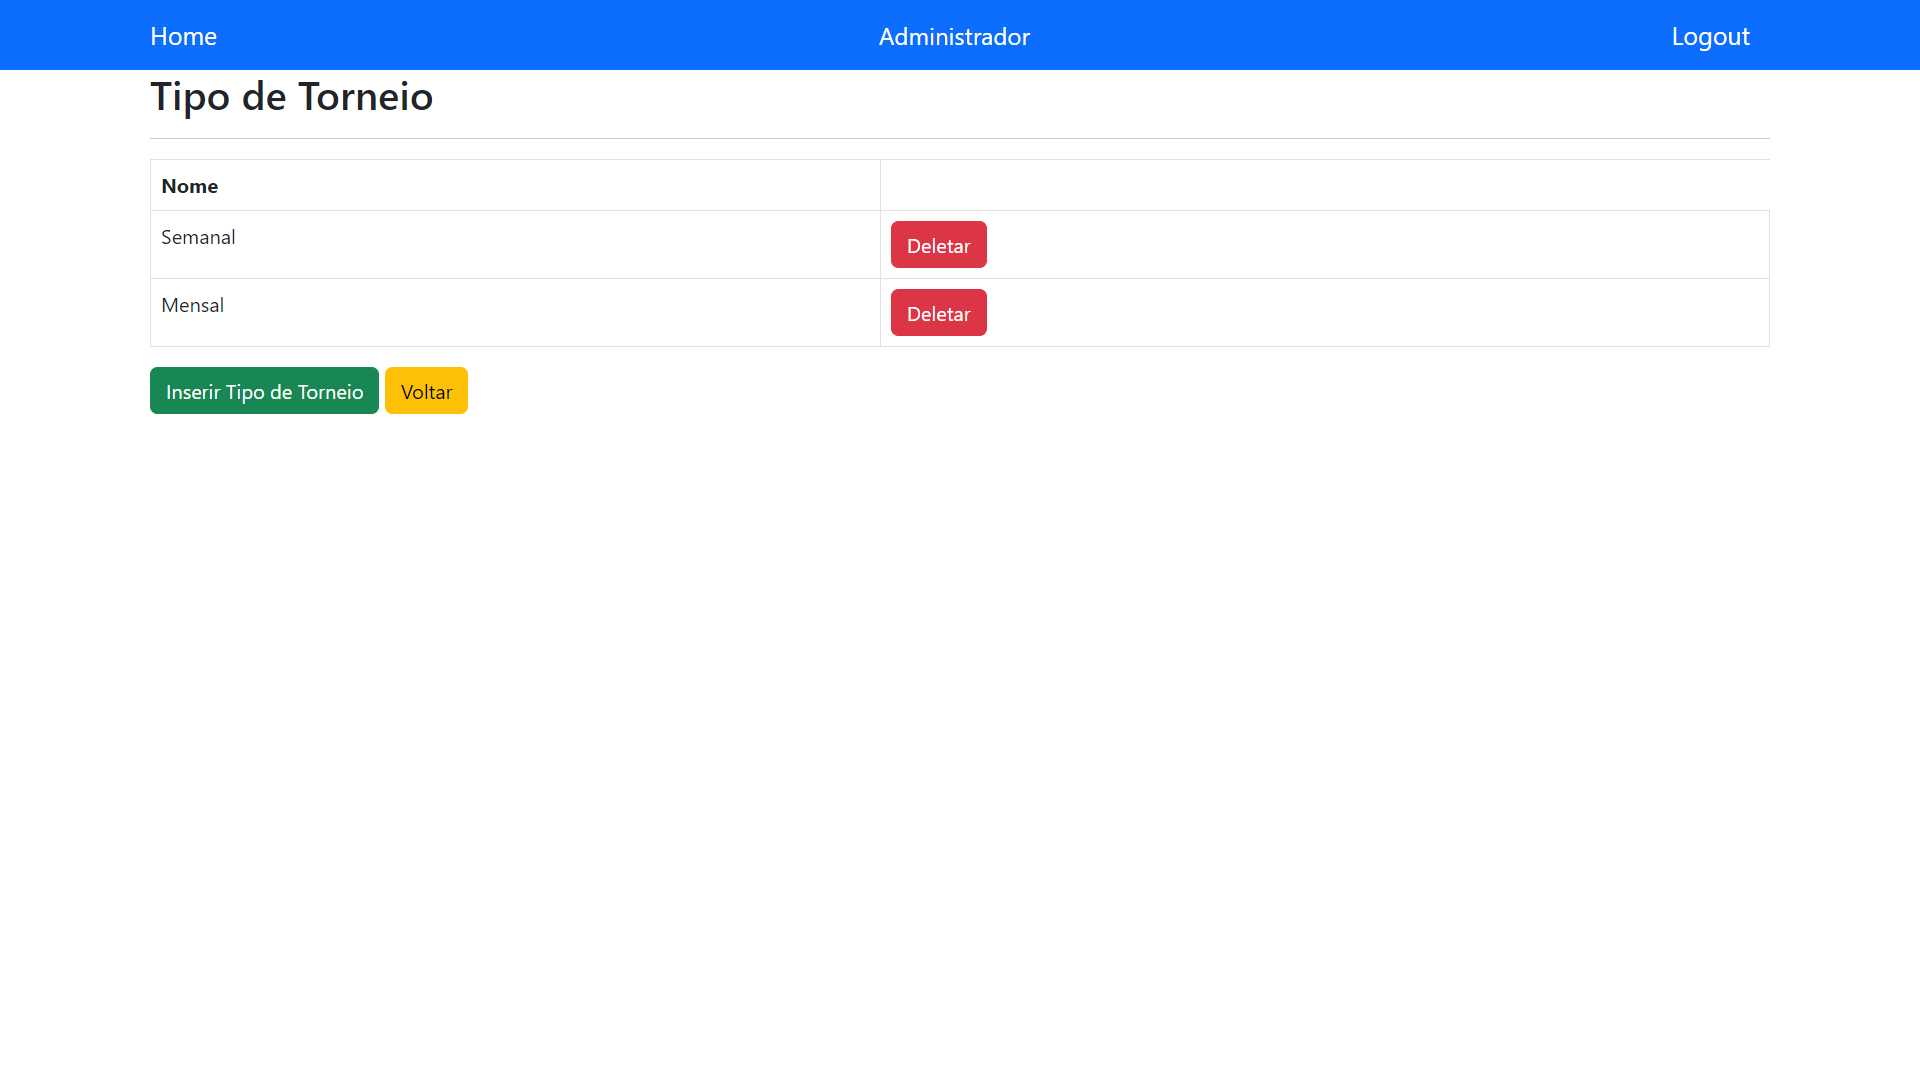 Home Administrador Logout
Tipo de Torneio
Nome
Semanal Deletar
Mensal Deletar
Inserir Tipo de Torneio Voltar